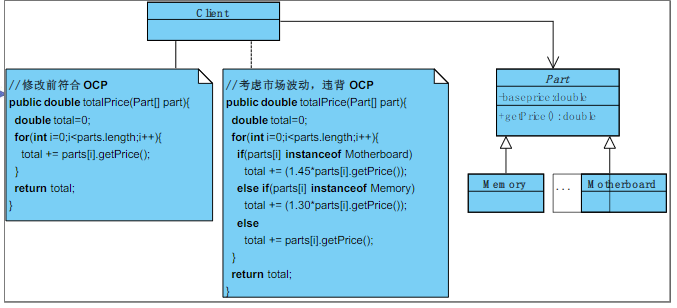 Client
//修改前符合 OCP
public double totalPrice(Part[] part){
double total=0;
for(int i=0;i<parts.length;i++){
total += parts[i].getPrice();
}
return total;
}
//考虑市场波动，违背 OCP
public double totalPrice(Part[] part){
double total=0;
for(int i=0;i<parts.length;i++){
if(parts[i] instanceof Motherboard)
total += (1.45*parts[i].getPrice());
else if(parts[i] instanceof Memory)
total += (1.30*parts[i].getPrice());
else
total += parts[i].getPrice();
}
return total;
}
Part
-baseprice:double
+getPrice():double
Memory
...
Motherboard